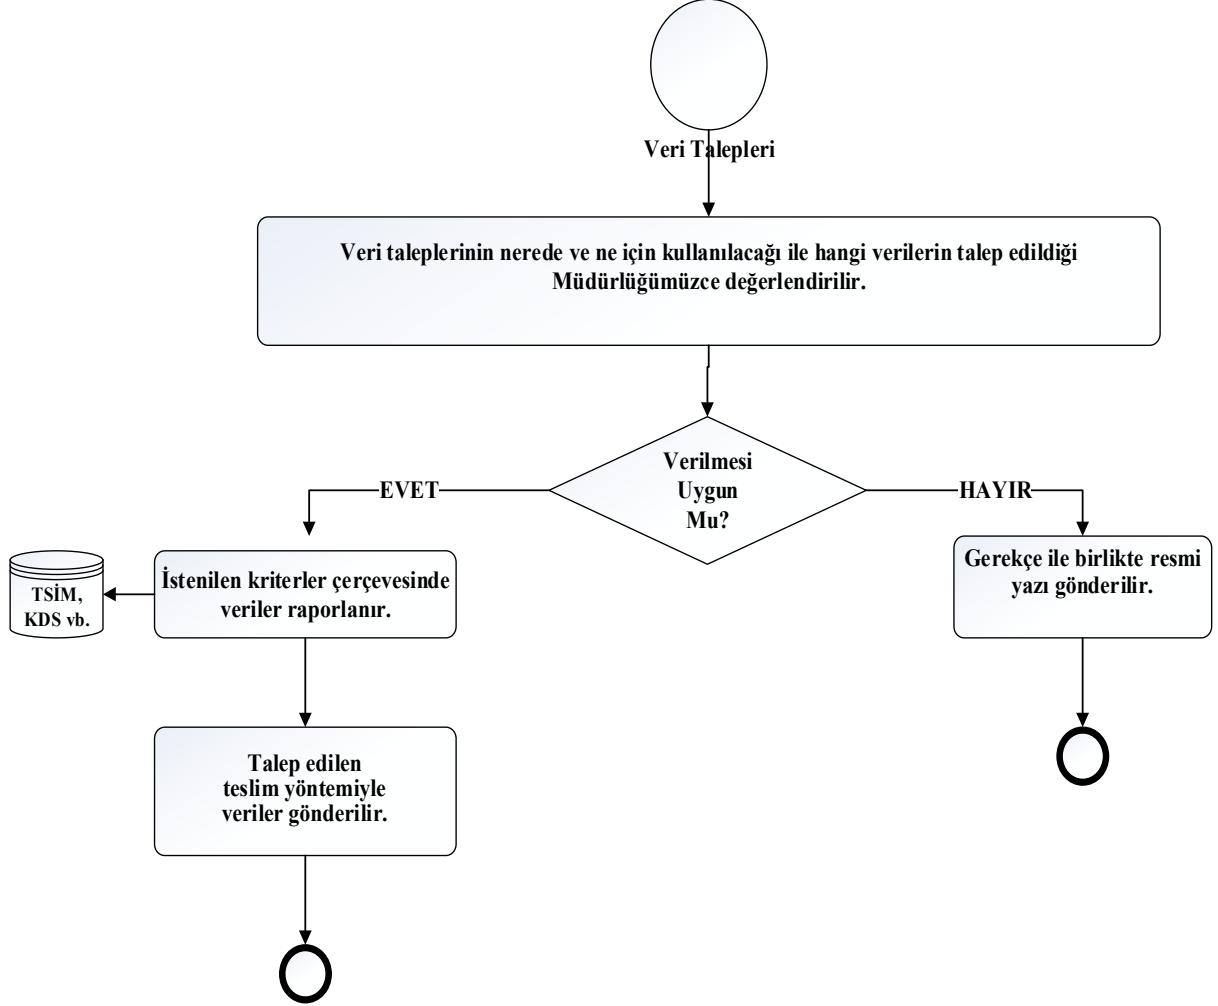 Veri Talepleri
Veri taleplerinin nerede ve ne için kullanılacağı ile hangi verilerin talep edildiği
Müdürlüğümüzce değerlendirilir.
Verilmesi
Uygun
Mu?
EVET
HAYIR
İstenilen kriterler çerçevesinde
veriler raporlanır.
TSİM,
KDS vb.
Gerekçe ile birlikte resmi
yazı gönderilir.
Talep edilen
teslim yöntemiyle
veriler gönderilir.